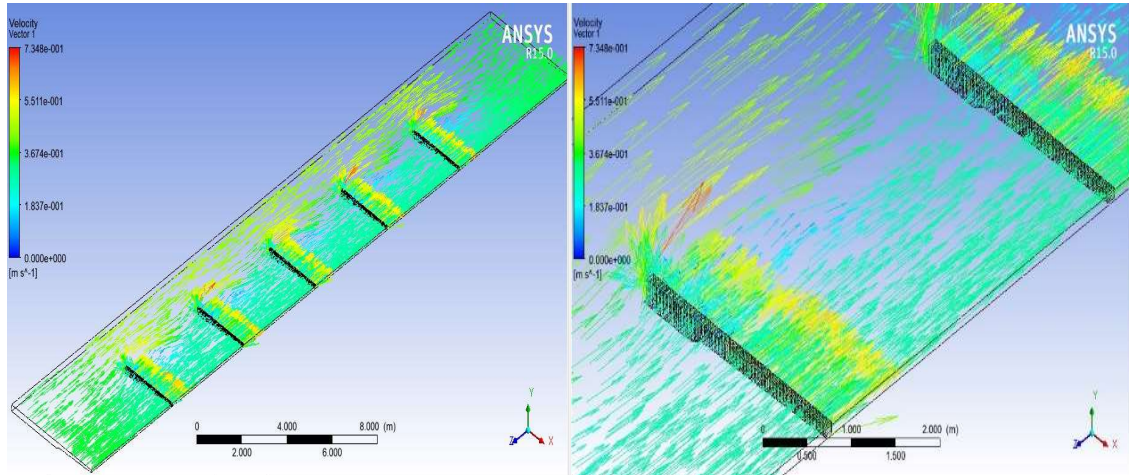 Velocity
Vector 1
7.348e-001
5.511e-001
3.674e-001
1.837e-001
0.000e+000
[m s^-1]
ANSYS
R15.0
0 4.000 8.000 (m)
2.000 6.000
Y
Z X
Velocity
Vector 1
7.348e-001
5.511e-001
3.674e-001
1.837e-001
0.000e+000
[m s^-1]
ANSYS
R15.0
0 1.000 2.000 (m)
0.500 1.500
Y
Z X